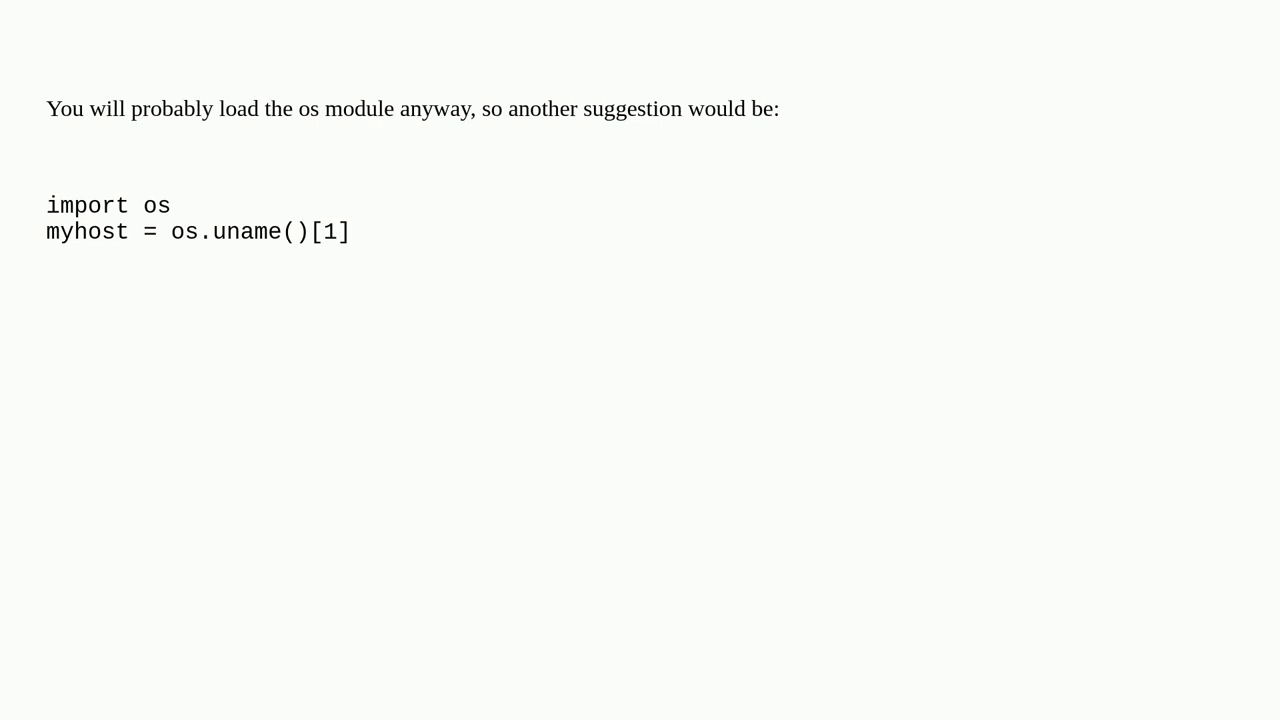 You will probably load the os module anyway, so another suggestion would be:
import os
myhost = os.uname()[1]